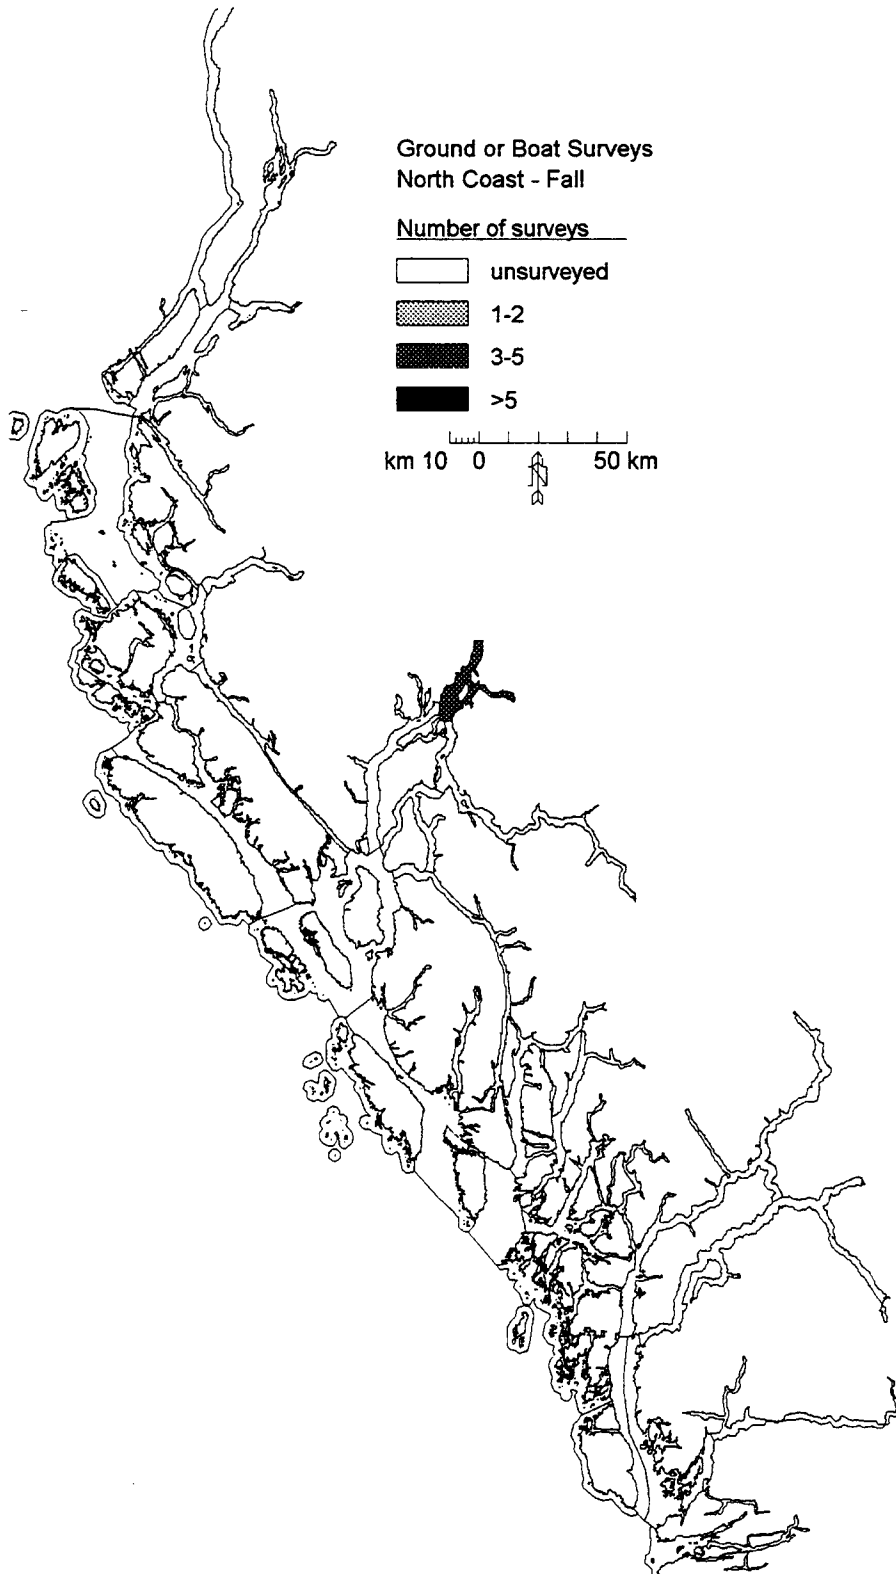 Ground or Boat Surveys
North Coast - Fall
Number of surveys
unsurveyed
1-2
3-5
>5
km 10 0 50 km
N